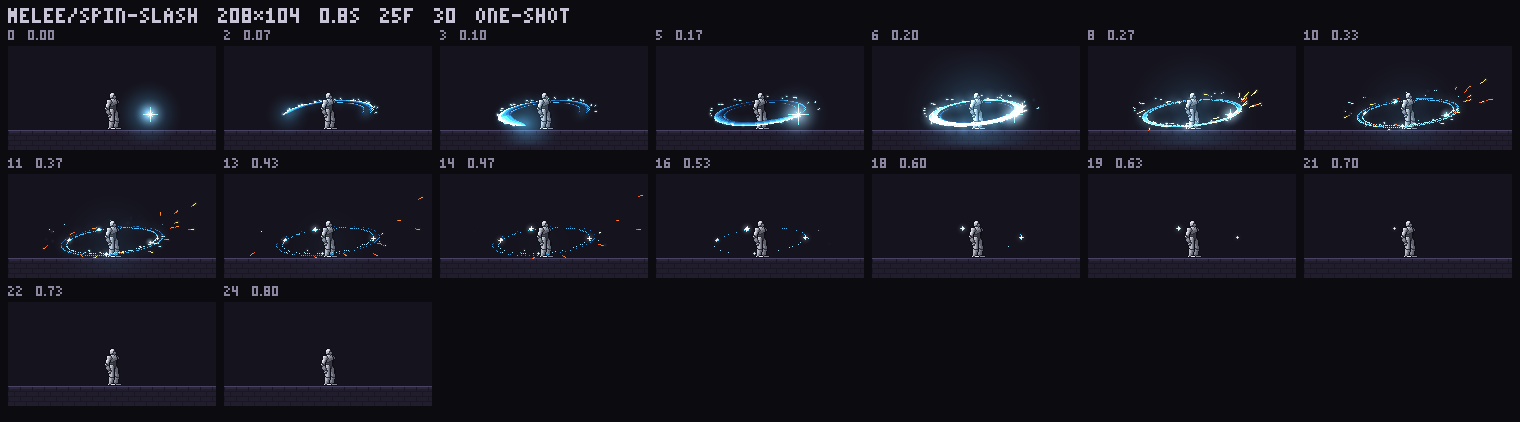 MELEE/SPIN-SLASH 208×104 0.8S 25F 3D ONE-SHOT
0 0.00 2 0.07 3 0.10 5 0.17 6 0.20 8 0.27 10 0.33
11 0.37 13 0.43 14 0.47 16 0.53 18 0.60 19 0.63 21 0.70
22 0.73 24 0.80